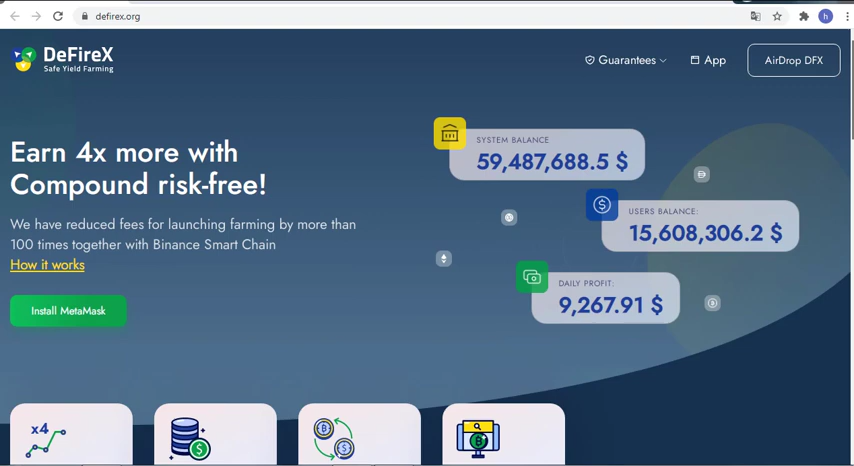 defirex.org
h
DeFireX
Safe Yield Farming
Guarantees
App
AirDrop DFX
Earn 4x more with
Compound risk-free!
We have reduced fees for launching farming by more than
100 times together with Binance Smart Chain
How it works
Install MetaMask
SYSTEM BALANCE
59,487,688.5 $
USERS BALANCE:
15,608,306.2 $
DAILY PROFIT:
9,267.91 $
x4